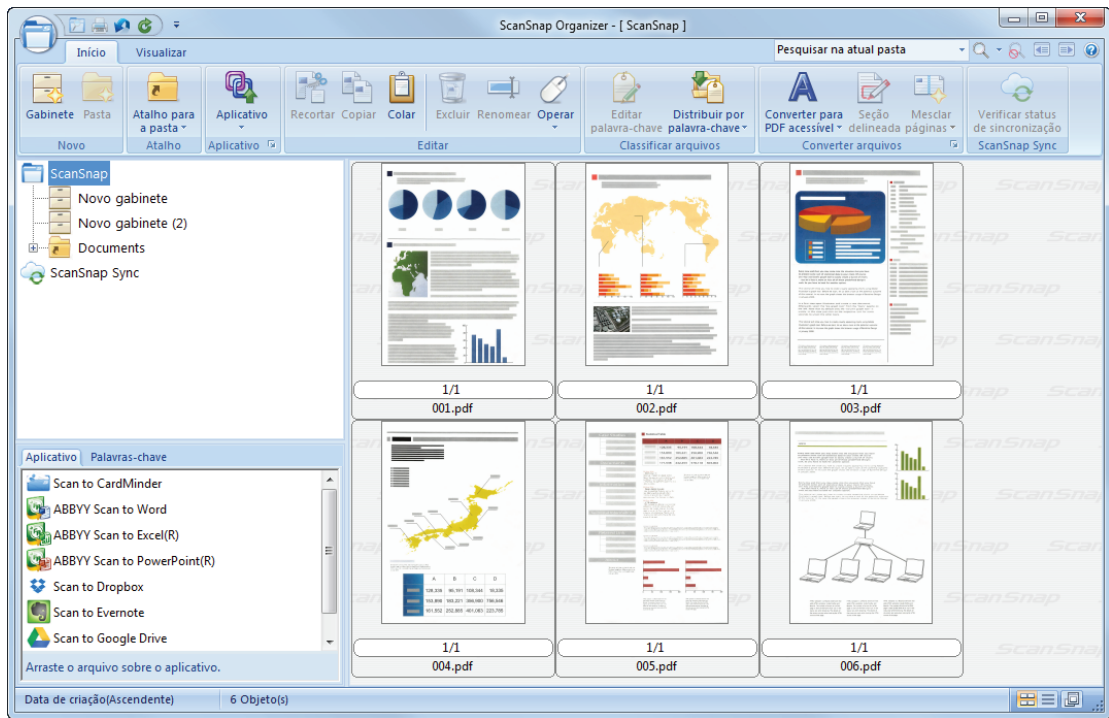 ScanSnap Organizer - [ ScanSnap ]
Início Visualizar
Pesquisar na atual pasta
Gabinete Pasta
Novo
Atalho para
a pasta
Atalho
Aplicativo
Aplicativo
Recortar Copiar Colar Excluir Renomear Operar
Editar
Editar
palavra-chave
Distribuir por
palavra-chave
Classificar arquivos
Converter para
PDF acessível
Seção
delineada
Mesclar
páginas
Converter arquivos
Verificar status
de sincronização
ScanSnap Sync
ScanSnap
Novo gabinete
Novo gabinete (2)
Documents
ScanSnap Sync
Aplicativo Palavras-chave
Scan to CardMinder
ABBYY Scan to Word
ABBYY Scan to Excel(R)
ABBYY Scan to PowerPoint(R)
Scan to Dropbox
Scan to Evernote
Scan to Google Drive
Arraste o arquivo sobre o aplicativo.
1/1
001.pdf
1/1
002.pdf
1/1
003.pdf
A B C D
1/1
004.pdf
1/1
005.pdf
1/1
006.pdf
ScanSnap
Data de criação(Ascendente) 6 Objeto(s)